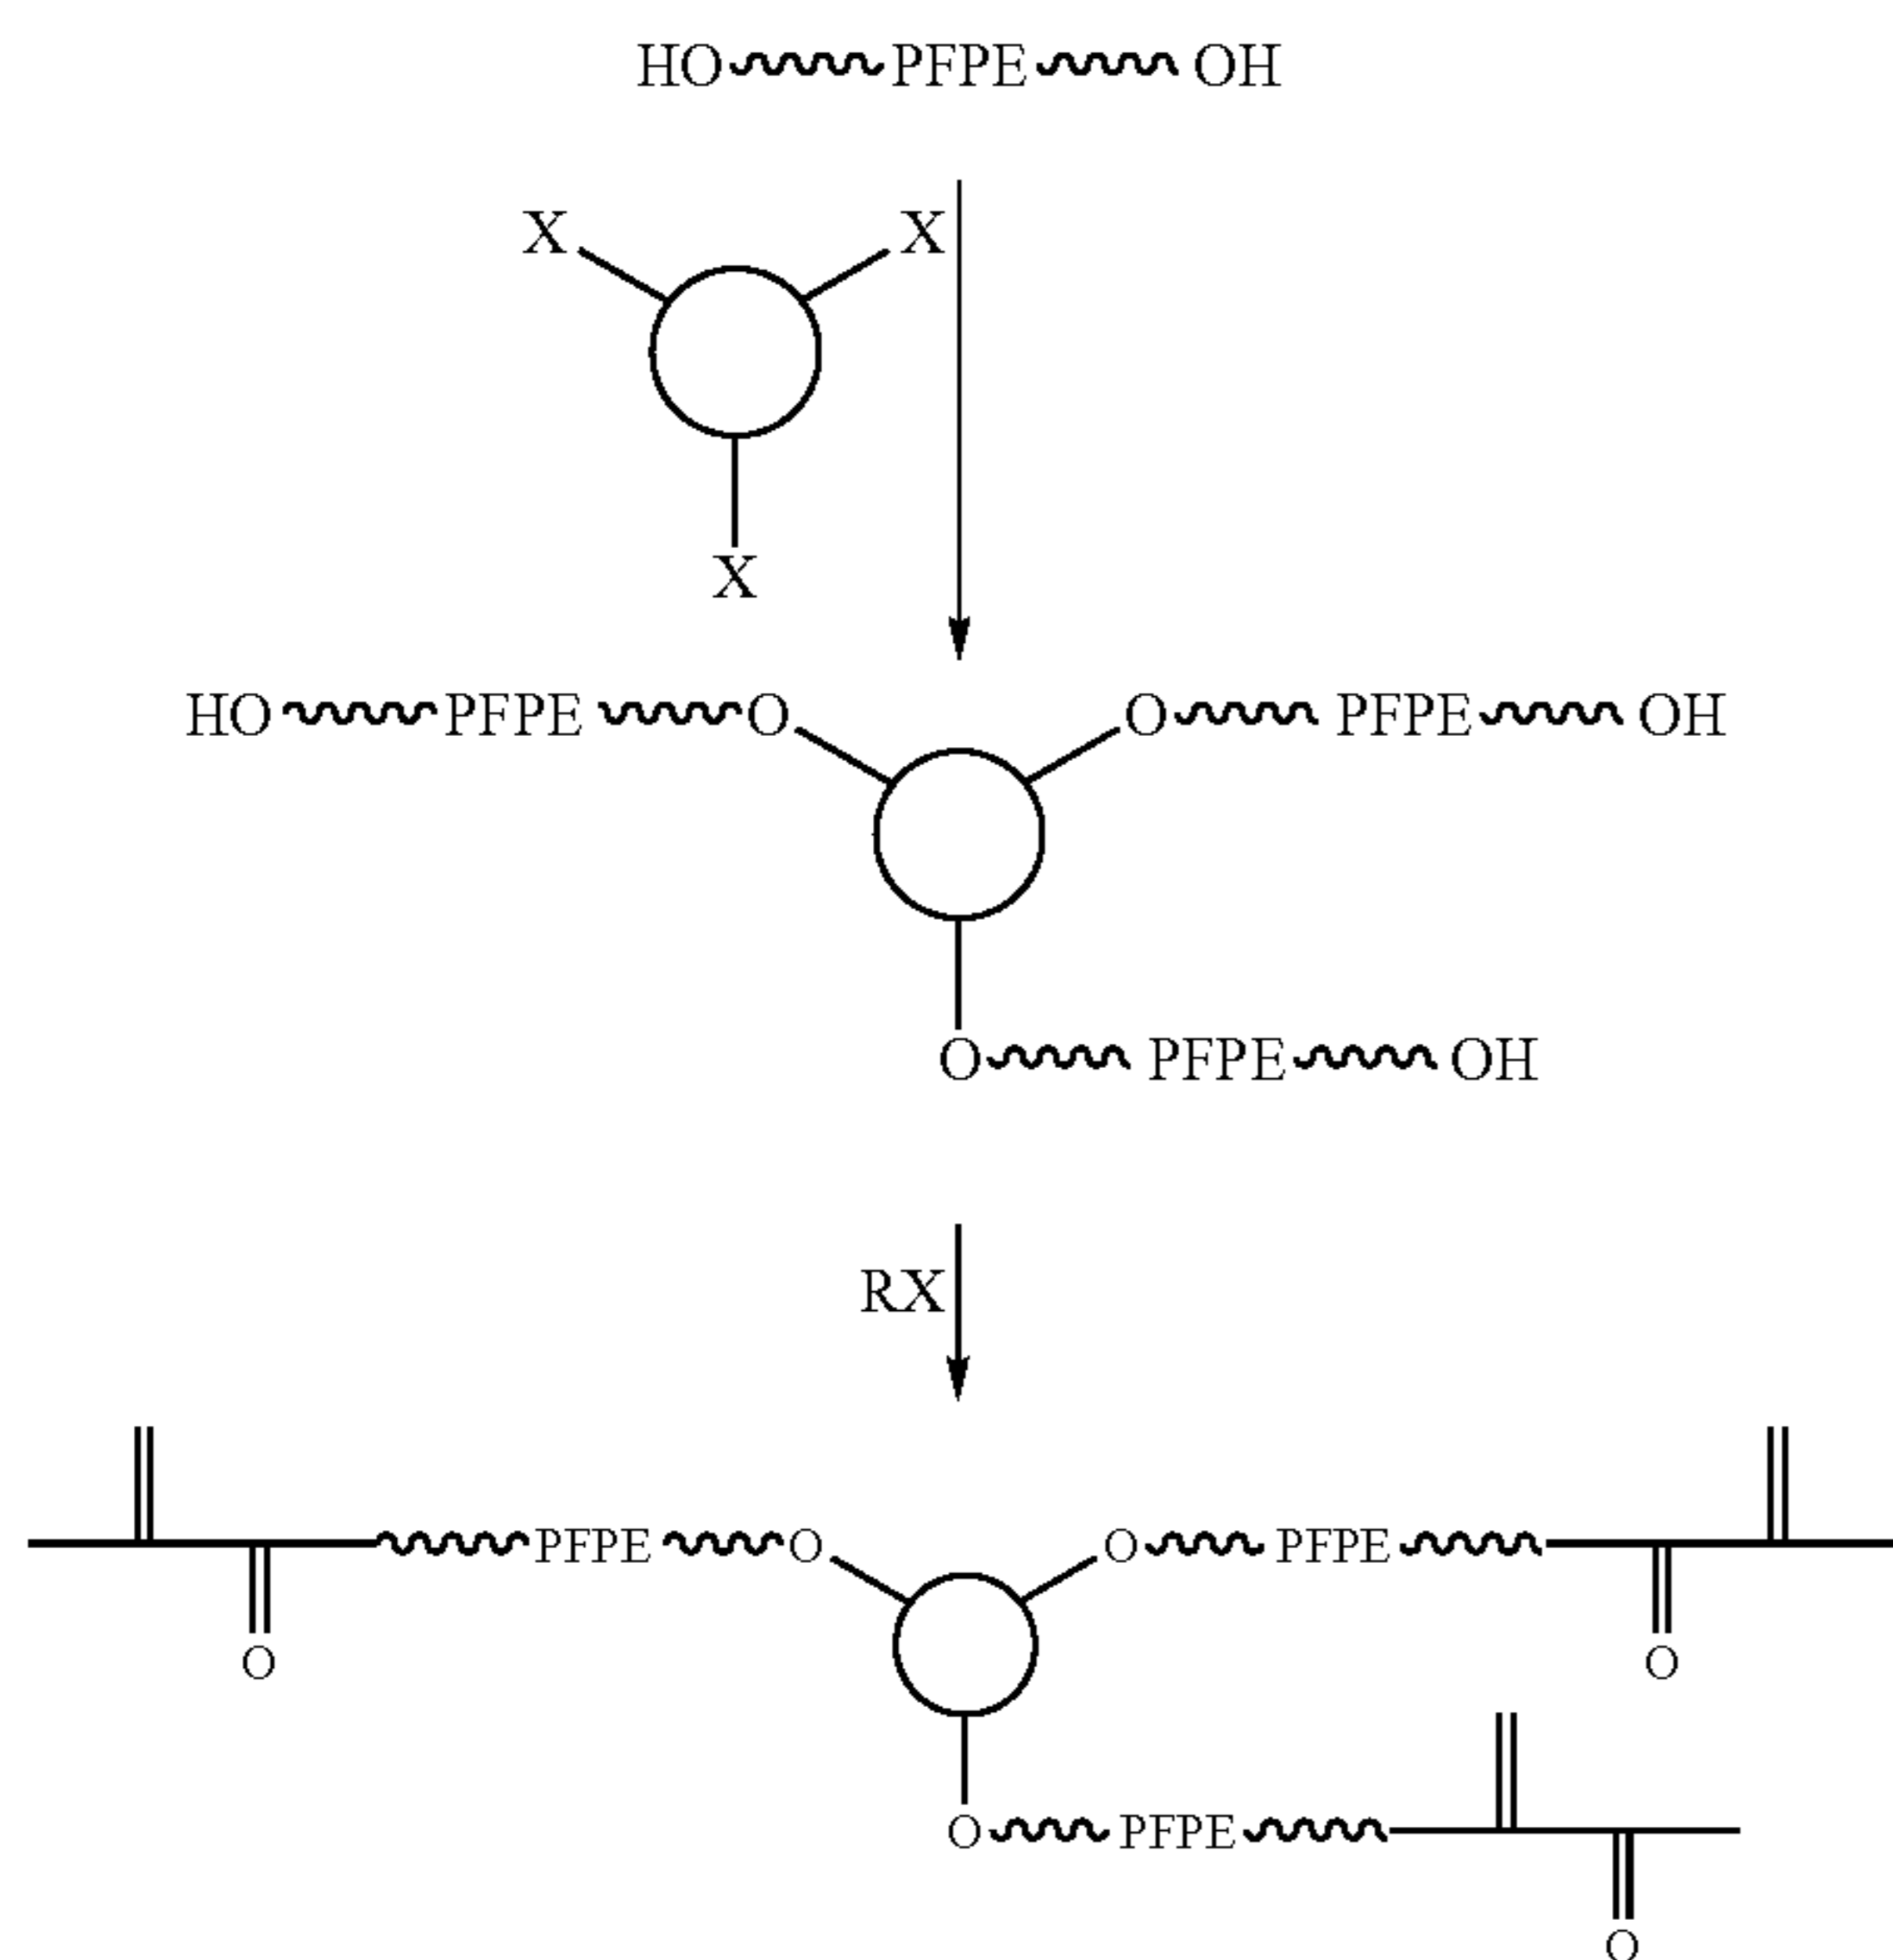 HO PFPE OH
X X
X
HO PFPE O O PFPE OH
O PFPE OH
RX
PFPE O O PFPE
O O
O PFPE
O